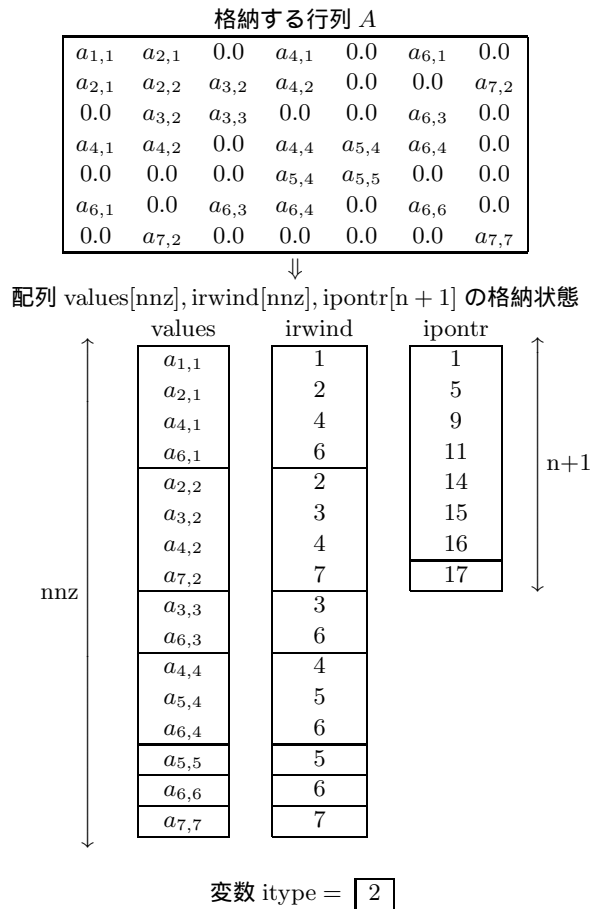 格納する行列 A
a1,1 a2,1 0.0 a4,1 0.0 a6,1 0.0
a2,1 a2,2 a3,2 a4,2 0.0 0.0 a7,2
0.0 a3,2 a3,3 0.0 0.0 a6,3 0.0
a4,1 a4,2 0.0 a4,4 a5,4 a6,4 0.0
0.0 0.0 0.0 a5,4 a5,5 0.0 0.0
a6,1 0.0 a6,3 a6,4 0.0 a6,6 0.0
0.0 a7,2 0.0 0.0 0.0 0.0 a7,7
⇓
配列 values[nnz], irwind[nnz], ipontr[n + 1] の格納状態
values irwind ipontr
a1,1 1 1
a2,1 2 5
a4,1 4 9
a6,1 6 11
n+1
a2,2 2 14
a3,2 3 15
a4,2 4 16
a7,2 7 17
nnz
a3,3 3
a6,3 6
a4,4 4
a5,4 5
a6,4 6
a5,5 5
a6,6 6
a7,7 7
変数 itype = 2